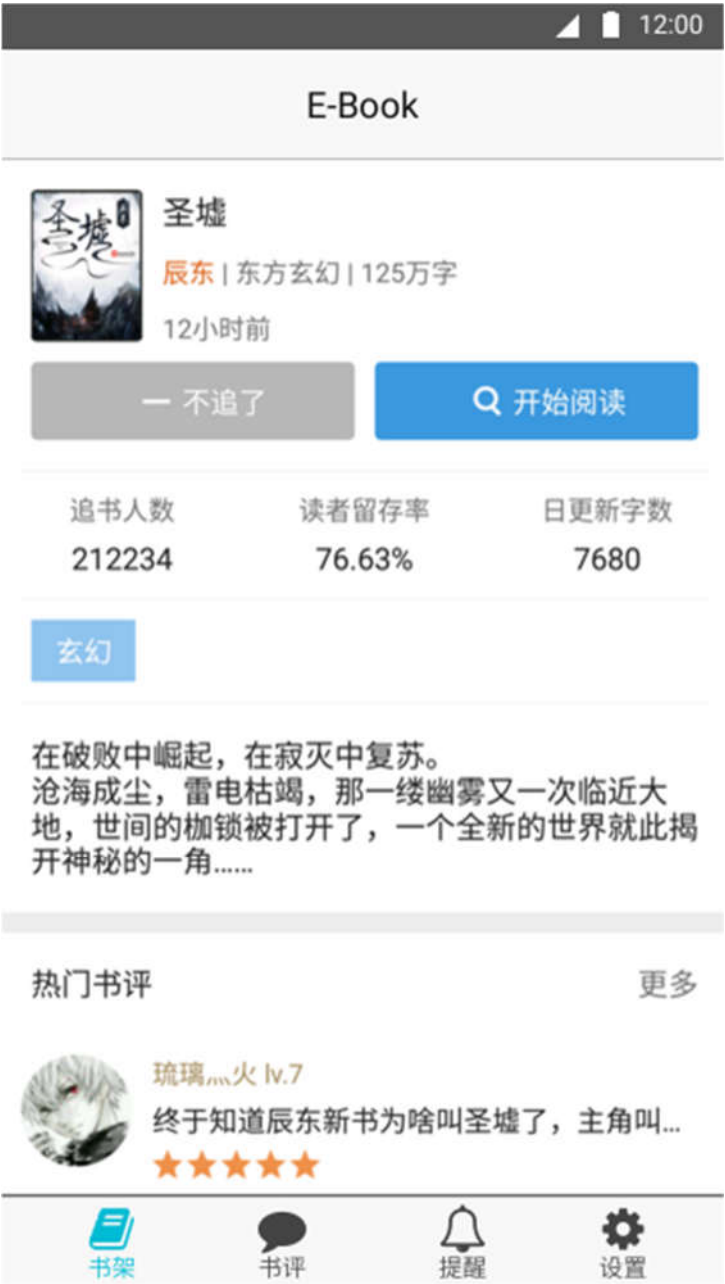 12:00
E-Book
圣墟
圣墟
辰东 | 东方玄幻 | 125万字
12小时前
不追了
开始阅读
追书人数 读者留存率 日更新字数
212234 76.63% 7680
玄幻
在破败中崛起，在寂灭中复苏。
沧海成尘，雷电枯竭，那一缕幽雾又一次临近大
地，世间的枷锁被打开了，一个全新的世界就此揭
开神秘的一角......
热门书评 更多
琉璃灬火 lv.7
终于知道辰东新书为啥叫圣墟了，主角叫...
书架 书评 提醒 设置